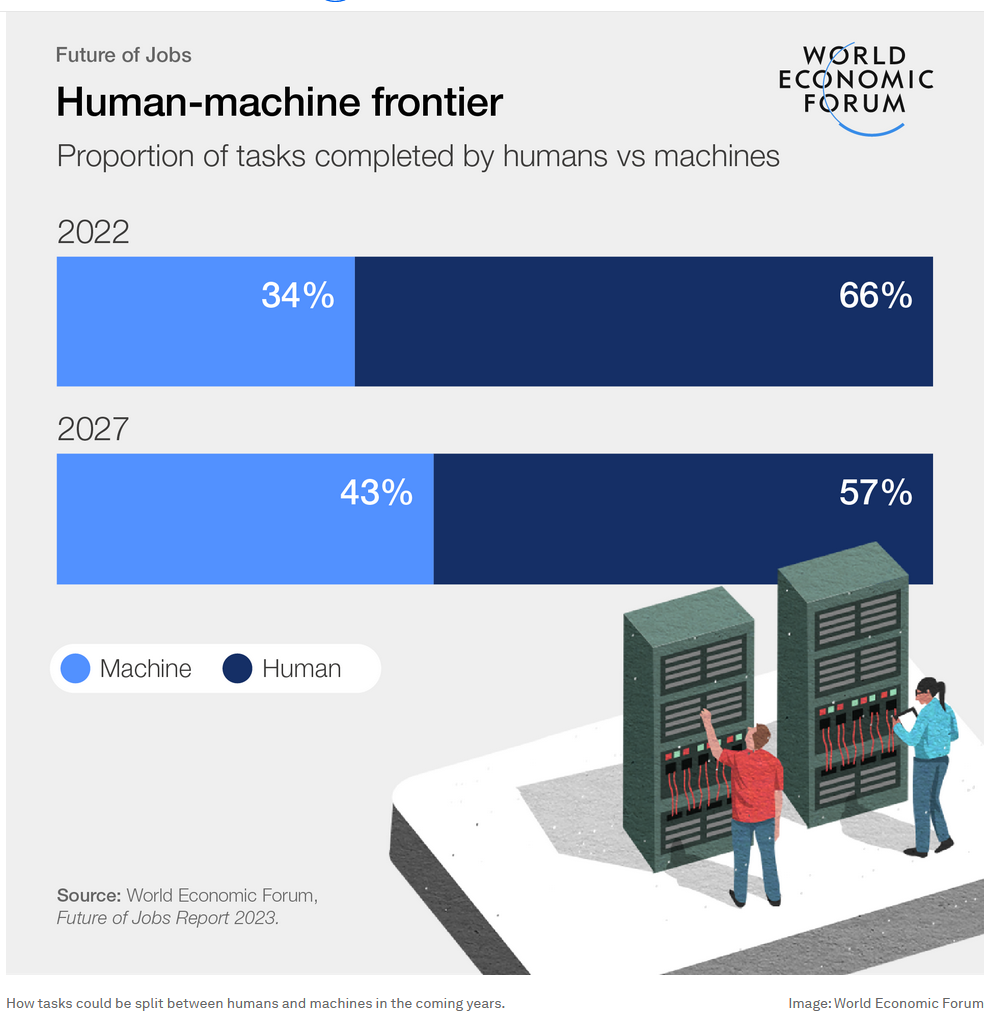 Future of Jobs
WORLD
ECONOMIC
FORUM
Human-machine frontier
Proportion of tasks completed by humans vs machines
2022
34%
66%
2027
43%
57%
Machine
Human
Source: World Economic Forum,
Future of Jobs Report 2023.
How tasks could be split between humans and machines in the coming years.
Image: World Economic Forum